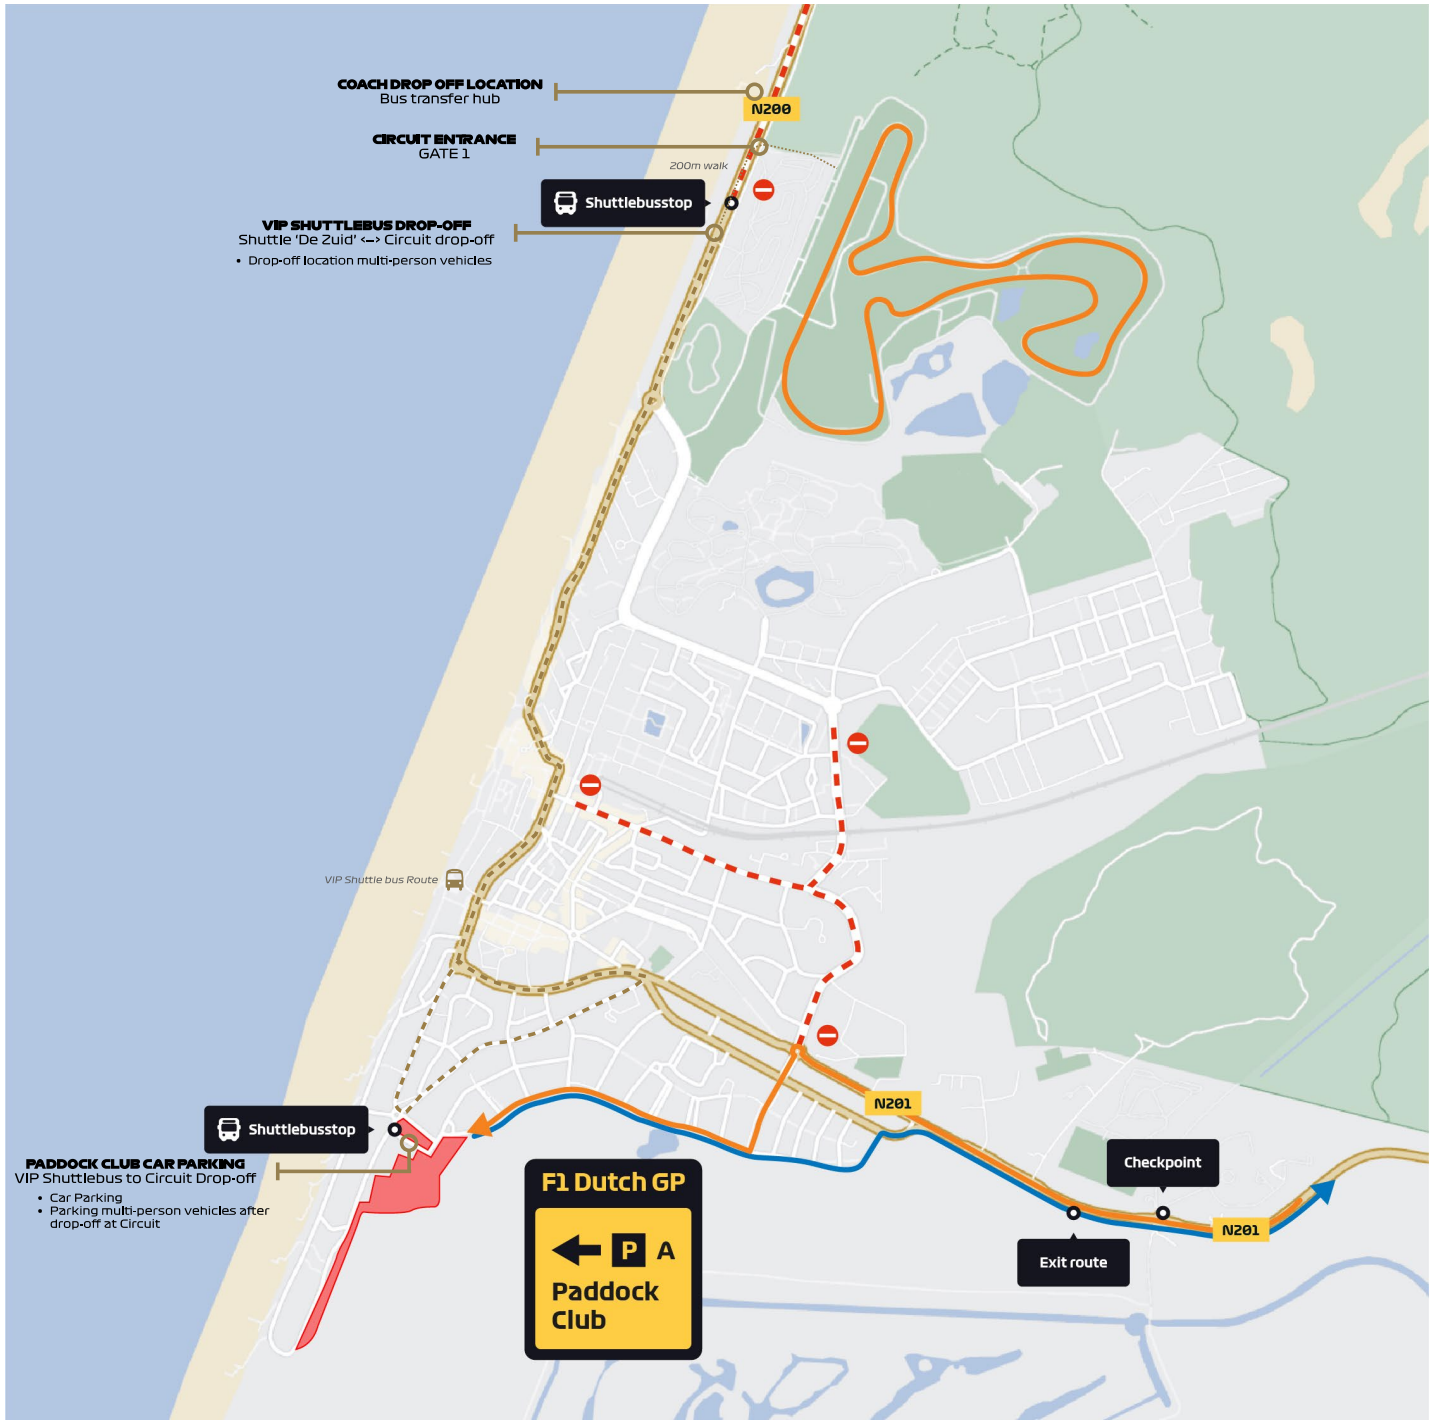 COACH DROP OFF LOCATION
Bus transfer hub
N200
CIRCUIT ENTRANCE
GATE 1
200m walk
Shuttlebusstop
VIP SHUTTLEBUS DROP-OFF
Shuttle 'De Zuid' <–> Circuit drop-off
• Drop-off location multi-person vehicles
VIP Shuttle bus Route
N201
Shuttlebusstop
PADDOCK CLUB CAR PARKING
VIP Shuttlebus to Circuit Drop-off
• Car Parking
• Parking multi-person vehicles after
drop-off at Circuit
F1 Dutch GP
P A
Paddock
Club
Checkpoint
N201
Exit route